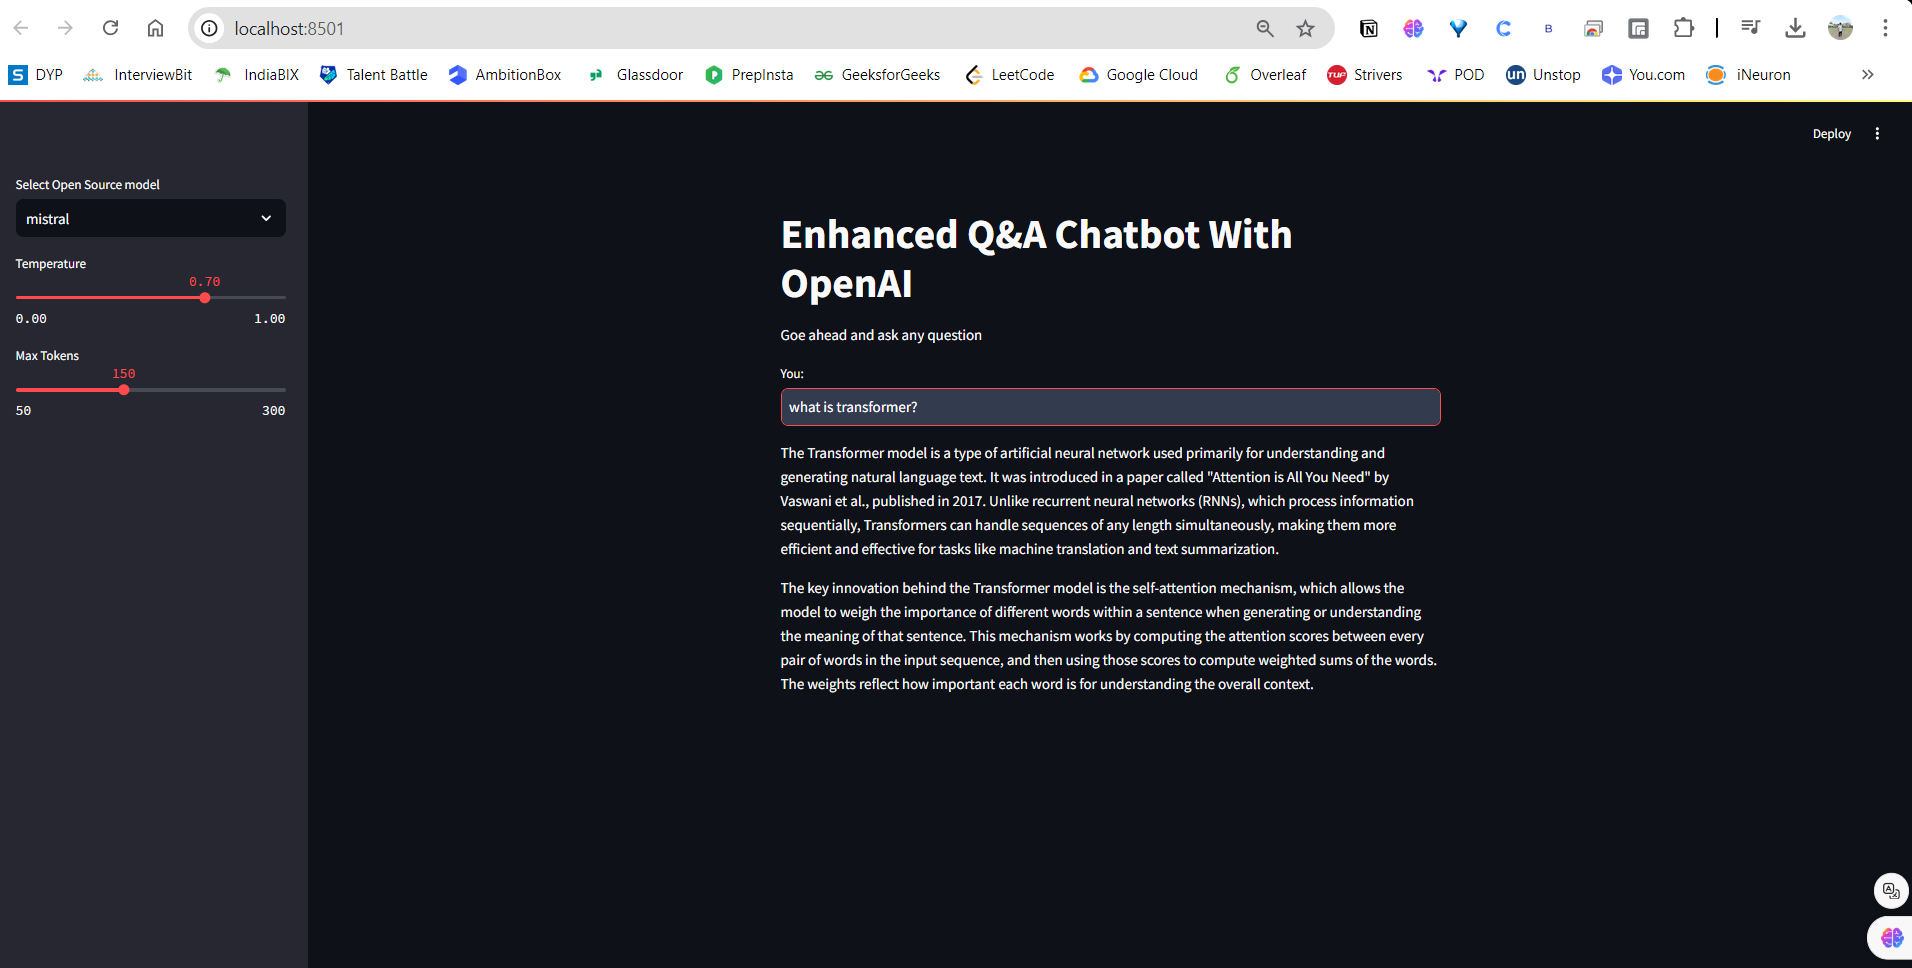 localhost:8501
DYP InterviewBit IndiaBIX Talent Battle AmbitionBox Glassdoor PrepInsta GeeksforGeeks LeetCode Google Cloud Overleaf Strivers POD Unstop You.com iNeuron
Deploy
Select Open Source model
mistral
Temperature
0.70
0.00 1.00
Max Tokens
150
50 300
Enhanced Q&A Chatbot With
OpenAI
Goe ahead and ask any question
You:
what is transformer?
The Transformer model is a type of artificial neural network used primarily for understanding and
generating natural language text. It was introduced in a paper called "Attention is All You Need" by
Vaswani et al., published in 2017. Unlike recurrent neural networks (RNNs), which process information
sequentially, Transformers can handle sequences of any length simultaneously, making them more
efficient and effective for tasks like machine translation and text summarization.
The key innovation behind the Transformer model is the self-attention mechanism, which allows the
model to weigh the importance of different words within a sentence when generating or understanding
the meaning of that sentence. This mechanism works by computing the attention scores between every
pair of words in the input sequence, and then using those scores to compute weighted sums of the words.
The weights reflect how important each word is for understanding the overall context.